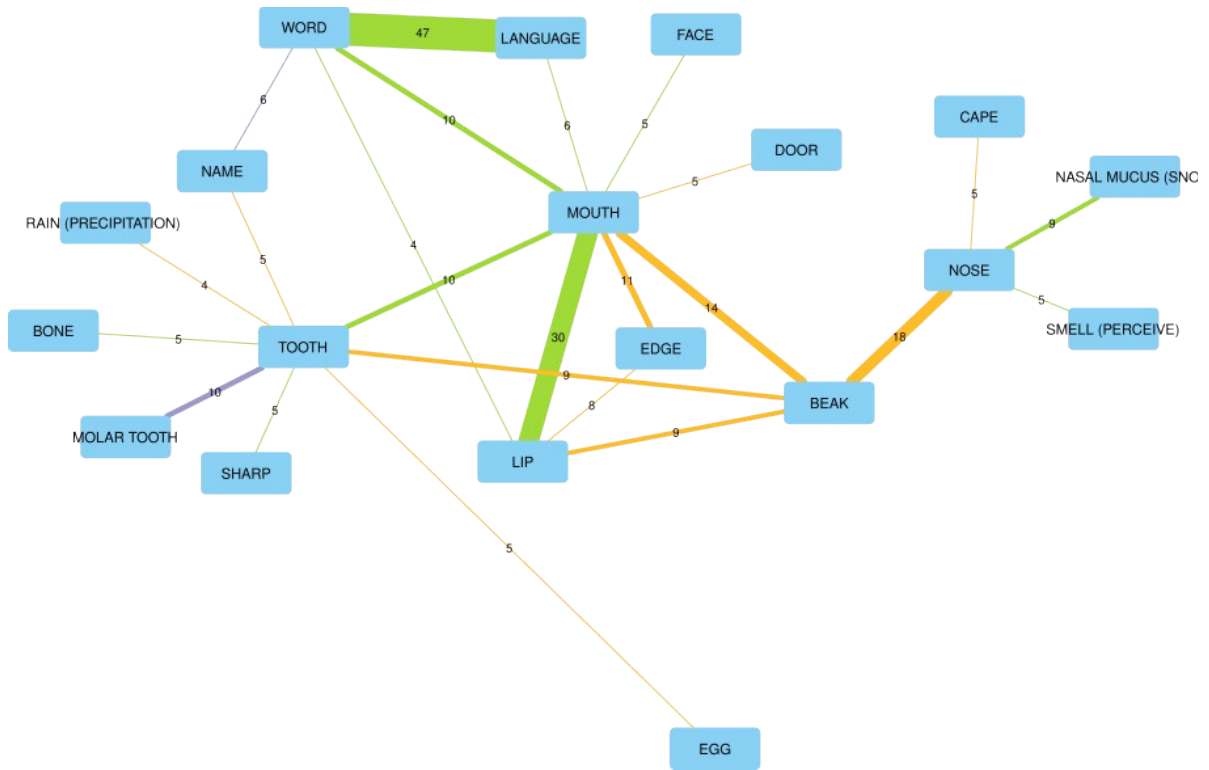 WORD
47
LANGUAGE
FACE
6
10
6
5
CAPE
DOOR
NAME
5
NASAL MUCUS (SNO
5
MOUTH
RAIN (PRECIPITATION)
9
4
5
10
NOSE
4
11
5
BONE
5
TOOTH
30
EDGE
14
18
SMELL (PERCEIVE)
9
10
5
8
BEAK
MOLAR TOOTH
9
SHARP
LIP
5
EGG